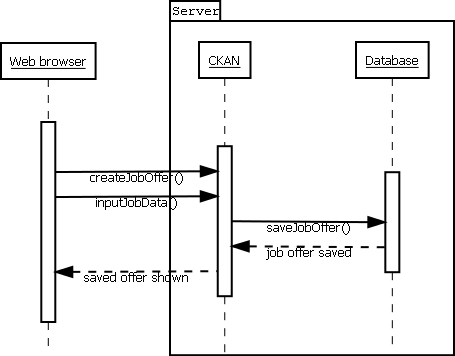 Server
Web browser
CKAN
Database
createJobOffer()
inputJobData()
saveJobOffer()
job offer saved
saved offer shown